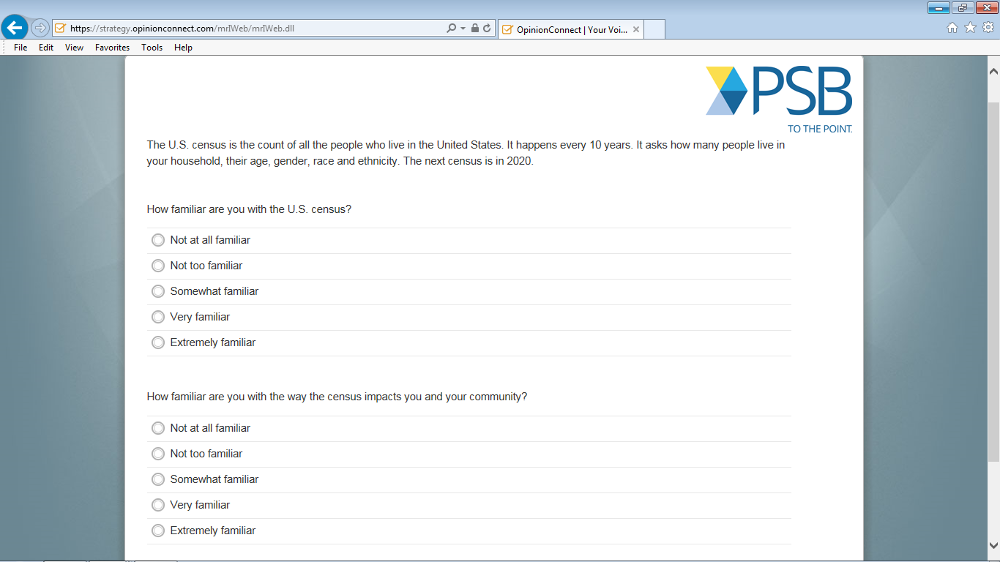 https://strategy.opinionconnect.com/mrIWeb/mrIWeb.dll
OpinionConnect | Your Voi...
File Edit View Favorites Tools Help
PSB
TO THE POINT.
The U.S. census is the count of all the people who live in the United States. It happens every 10 years. It asks how many people live in
your household, their age, gender, race and ethnicity. The next census is in 2020.
How familiar are you with the U.S. census?
Not at all familiar
Not too familiar
Somewhat familiar
Very familiar
Extremely familiar
How familiar are you with the way the census impacts you and your community?
Not at all familiar
Not too familiar
Somewhat familiar
Very familiar
Extremely familiar